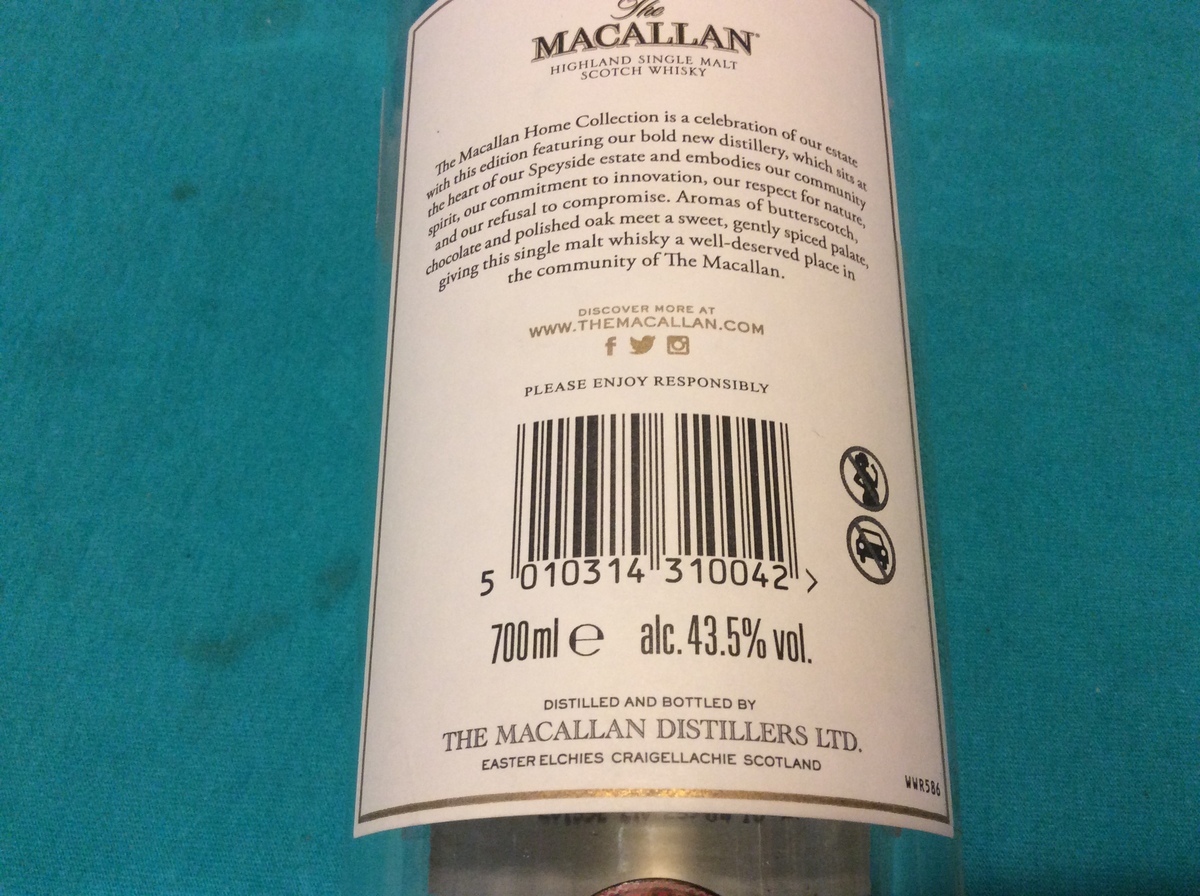 The
MACALLAN®
HIGHLAND SINGLE MALT
SCOTCH WHISKY
The Macallan Home Collection is a celebration of our estate
with this edition featuring our bold new distillery, which sits at
the heart of our Speyside estate and embodies our community
spirit, our commitment to innovation, our respect for nature,
and our refusal to compromise. Aromas of butterscotch,
chocolate and polished oak meet a sweet, gently spiced palate,
giving this single malt whisky a well-deserved place in
the community of The Macallan.
DISCOVER MORE AT
WWW.THEMACALLAN.COM
PLEASE ENJOY RESPONSIBLY
5 010314 310042 >
700ml e alc. 43.5% vol.
DISTILLED AND BOTTLED BY
THE MACALLAN DISTILLERS LTD.
EASTER ELCHIES CRAIGELLACHIE SCOTLAND
WWR586